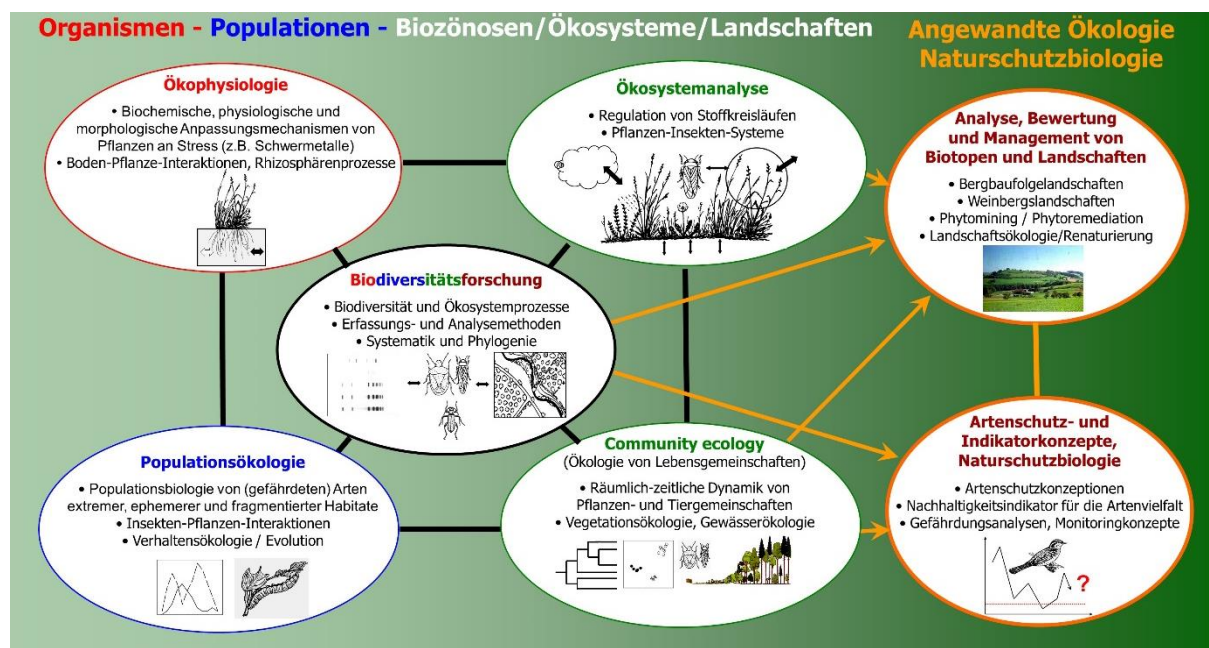 Organismen - Populationen - Biozönosen/Ökosysteme/Landschaften
Angewandte Ökologie
Naturschutzbiologie
Ökophysiologie
• Biochemische, physiologische und
morphologische Anpassungsmechanismen von
Pflanzen an Stress (z.B. Schwermetalle)
• Boden-Pflanze-Interaktionen, Rhizosphärenprozesse
Ökosystemanalyse
• Regulation von Stoffkreisläufen
• Pflanzen-Insekten-Systeme
Analyse, Bewertung
und Management von
Biotopen und Landschaften
• Bergbaufolgelandschaften
• Weinbergslandschaften
• Phytomining / Phytoremediation
• Landschaftsökologie/Renaturierung
Biodiversitätsforschung
• Biodiversität und Ökosystemprozesse
• Erfassungs- und Analysemethoden
• Systematik und Phylogenie
Populationsökologie
• Populationsbiologie von (gefährdeten) Arten
extremer, ephemerer und fragmentierter Habitate
• Insekten-Pflanzen-Interaktionen
• Verhaltensökologie / Evolution
Community ecology
(Ökologie von Lebensgemeinschaften)
• Räumlich-zeitliche Dynamik von
Pflanzen- und Tiergemeinschaften
• Vegetationsökologie, Gewässerökologie
Artenschutz- und
Indikatorkonzepte,
Naturschutzbiologie
• Artenschutzkonzeptionen
• Nachhaltigkeitsindikator für die Artenvielfalt
• Gefährdungsanalysen, Monitoringkonzepte
?